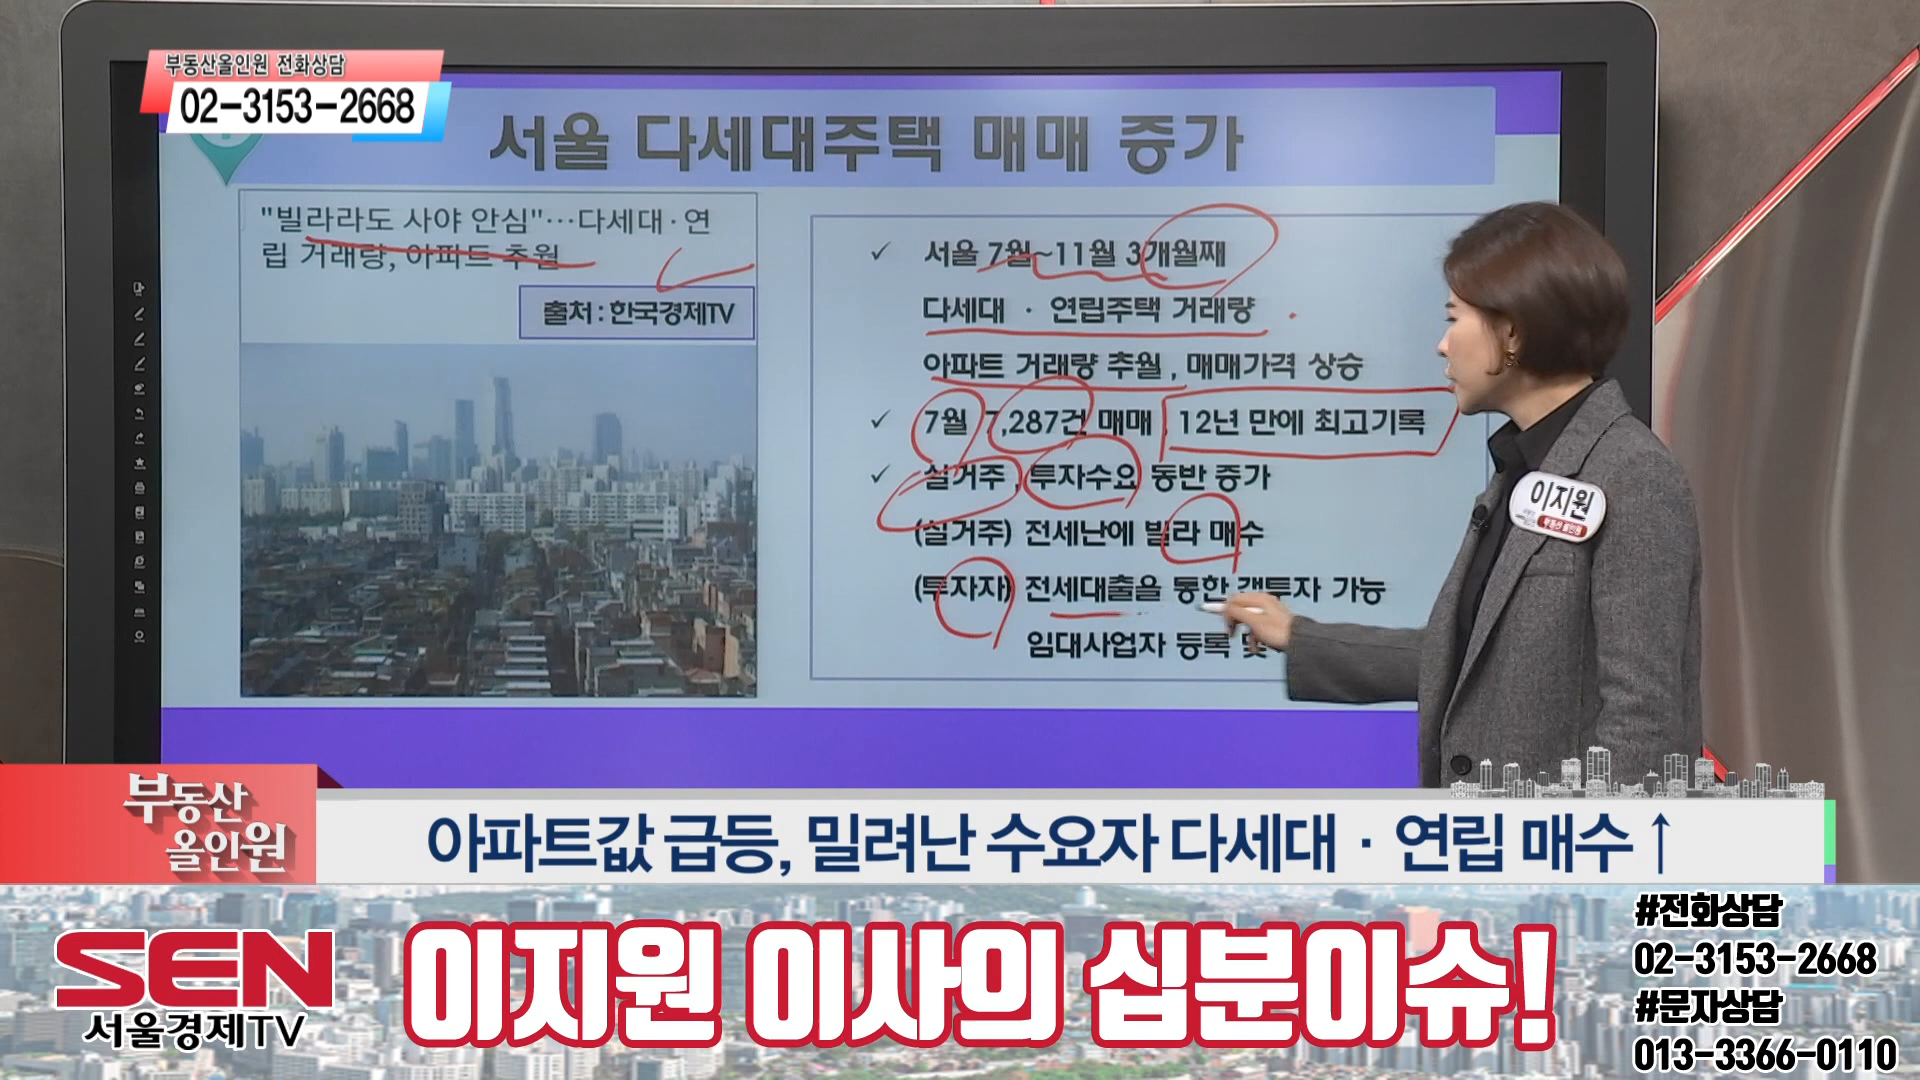 부동산올인원 전화상담
02-3153-2668
서울 다세대주택 매매 증가
"빌라라도 사야 안심"…다세대·연
립 거래량, 아파트 추월
출처 : 한국경제TV
✓ 서울 7월~11월 3개월째
다세대 · 연립주택 거래량
아파트 거래량 추월, 매매가격 상승
✓ 7월 7,287건 매매, 12년 만에 최고기록
✓ 실거주, 투자수요 동반 증가
(실거주) 전세난에 빌라 매수
(투자자) 전세대출을 통한 갭투자 가능
임대사업자 등록 및
이지원
부동산 올인원
부동산
올인원
아파트값 급등, 밀려난 수요자 다세대 · 연립 매수↑
SEN
서울경제TV
이지원 이사의 십분이슈!
#전화상담
02-3153-2668
#문자상담
013-3366-0110